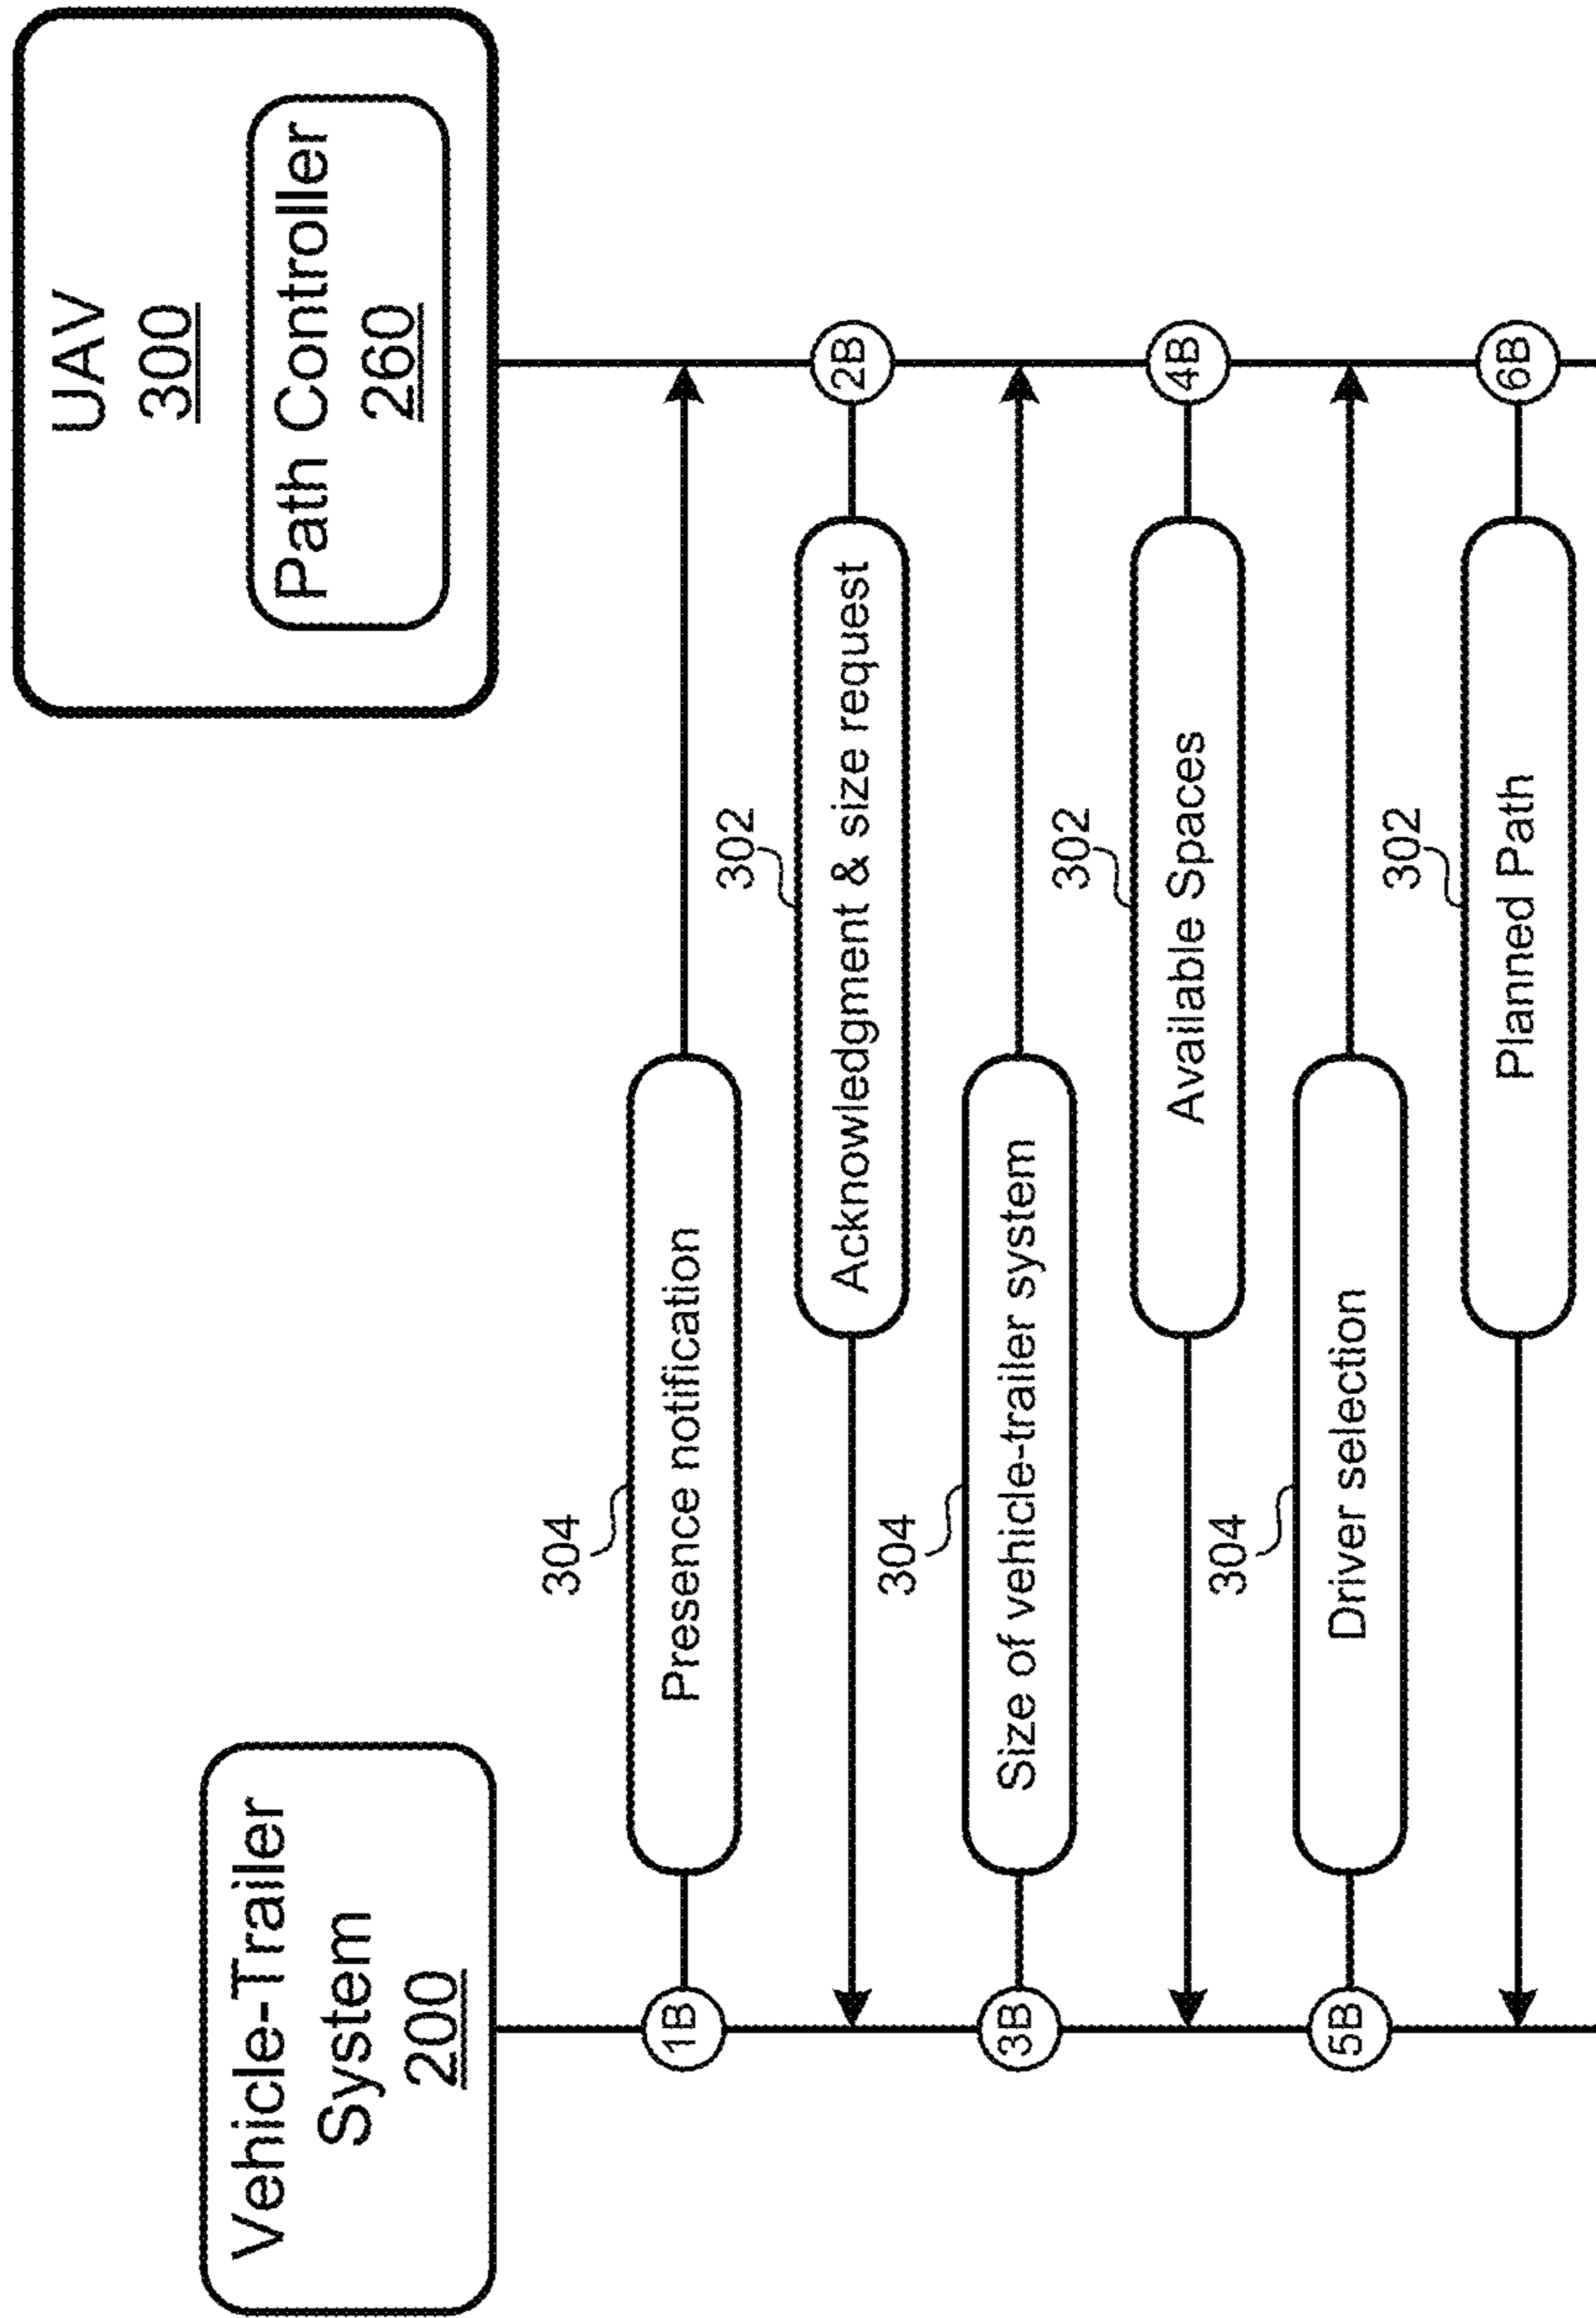 Vehicle-Trailer
System
200
UAV
300
Path Controller
260
304
1B
Presence notification
302
Acknowledgment & size request
2B
304
3B
Size of vehicle-trailer system
302
Available Spaces
4B
304
5B
Driver selection
302
Planned Path
6B